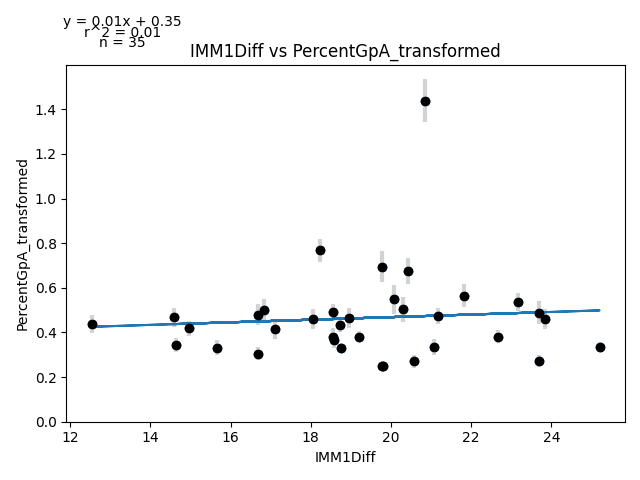 y = 0.01x + 0.35
r^2 = 0.01
n = 35
IMM1Diff vs PercentGpA_transformed
PercentGpA_transformed
1.4
1.2
1.0
0.8
0.6
0.4
0.2
0.0
12 14 16 18 20 22 24
IMM1Diff